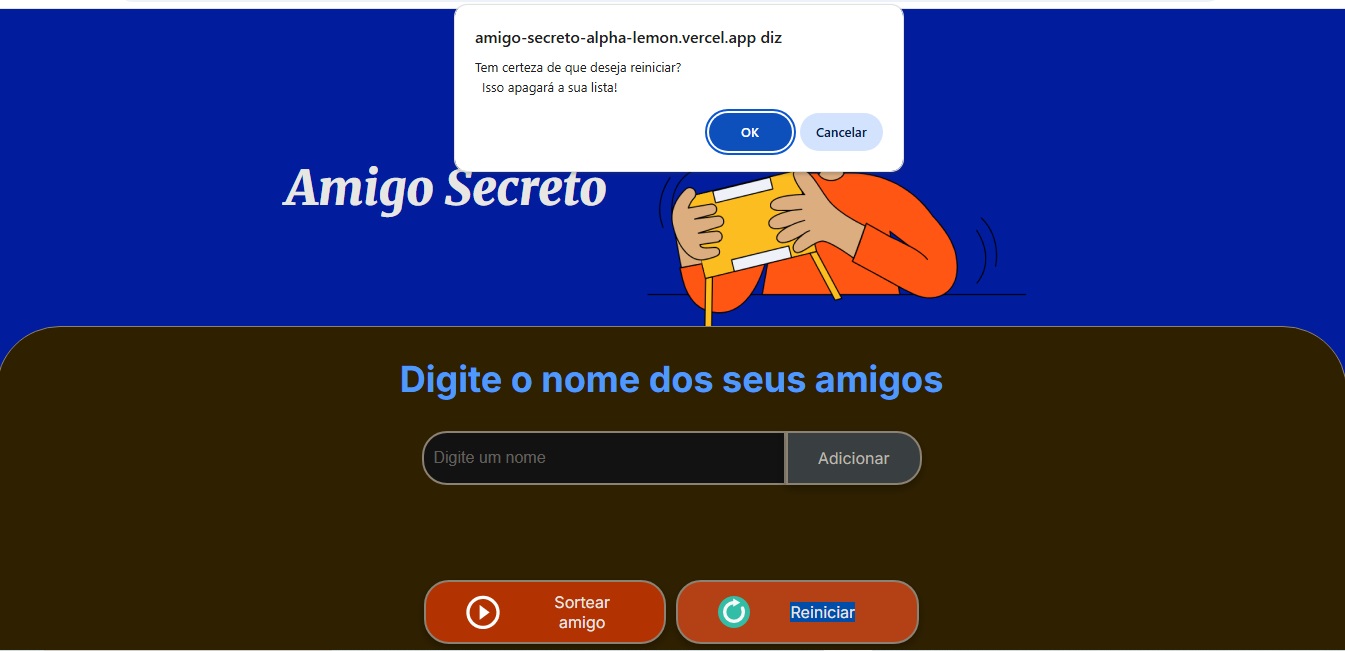 amigo-secreto-alpha-lemon.vercel.app diz
Tem certeza de que deseja reiniciar?
Isso apagará a sua lista!
OK
Cancelar
Amigo Secreto
Digite o nome dos seus amigos
Digite um nome
Adicionar
Sortear
amigo
Reiniciar